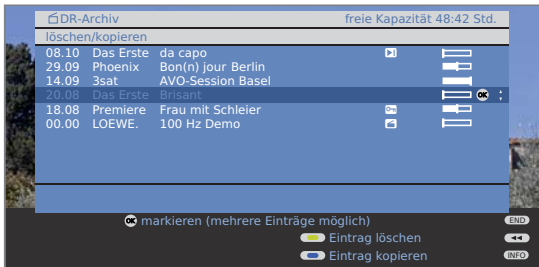 DR-Archiv freie Kapazität 48:42 Std.
löschen/kopieren
08.10 Das Erste da capo
29.09 Phoenix Bon(n) jour Berlin
14.09 3sat AVO-Session Basel
20.08 Das Erste Brisant OK
18.08 Premiere Frau mit Schleier
00.00 LOEWE. 100 Hz Demo
OK markieren (mehrere Einträge möglich) END
Eintrag löschen
Eintrag kopieren INFO